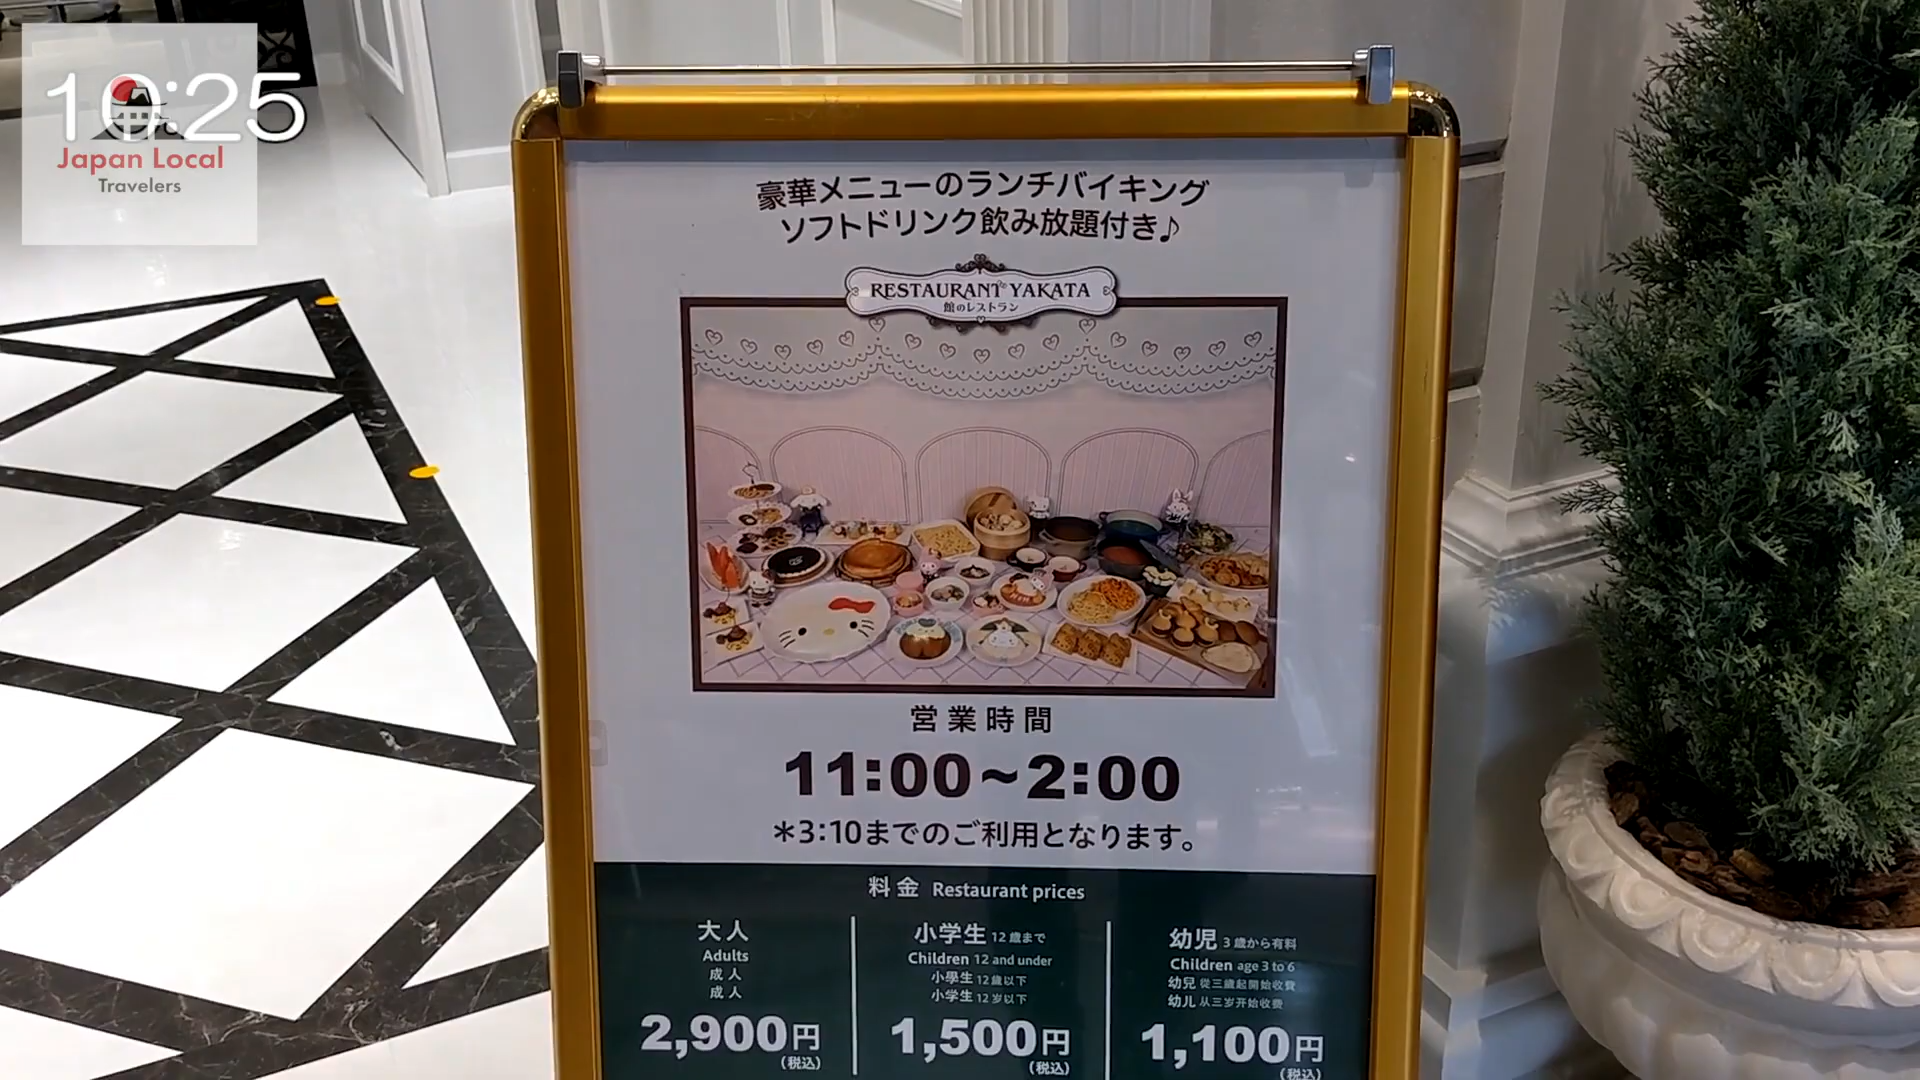 10:25
Japan Local
Travelers
豪華メニューのランチバイキング
ソフトドリンク飲み放題付き♪
RESTAURANT YAKATA
館のレストラン
営業時間
11:00~2:00
*3:10までのご利用となります。
料金 Restaurant prices
大人
Adults
成人
成人
2,900円
(税込)
小学生 12歳まで
Children 12 and under
小學生 12歲以下
小学生 12岁以下
1,500円
(税込)
幼児 3歳から有料
Children age 3 to 6
幼兒 從三歲起開始收費
幼儿 从三岁开始收费
1,100円
(税込)